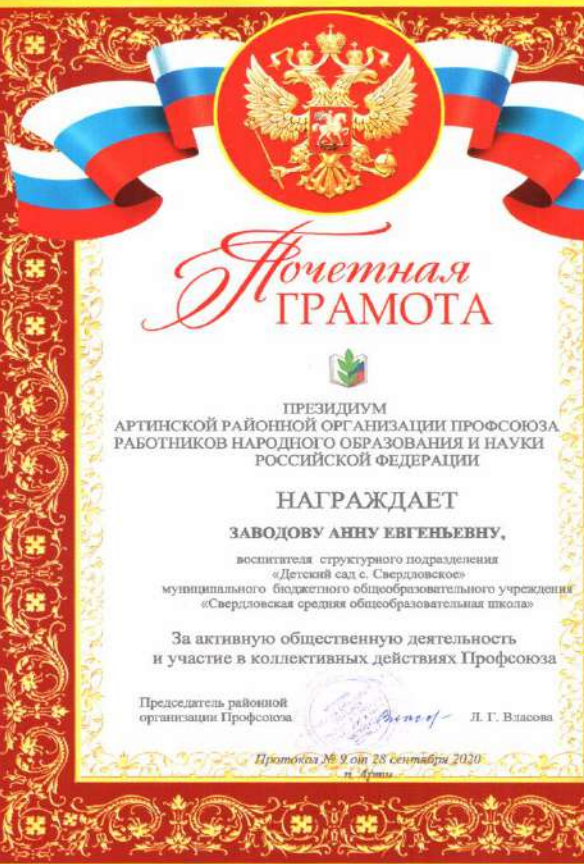 Почетная
ГРАМОТА
ПРЕЗИДИУМ
АРТИНСКОЙ РАЙОННОЙ ОРГАНИЗАЦИИ ПРОФСОЮЗА
РАБОТНИКОВ НАРОДНОГО ОБРАЗОВАНИЯ И НАУКИ
РОССИЙСКОЙ ФЕДЕРАЦИИ
НАГРАЖДАЕТ
ЗАВОДОВУ АННУ ЕВГЕНЬЕВНУ,
воспитателя структурного подразделения
«Детский сад с. Свердловское»
муниципального бюджетного общеобразовательного учреждения
«Свердловская средняя общеобразовательная школа»
За активную общественную деятельность
и участие в коллективных действиях Профсоюза
Председатель районной
организации Профсоюза Л. Г. Власова
Протокол № 9 от 28 сентября 2020
п. Арти